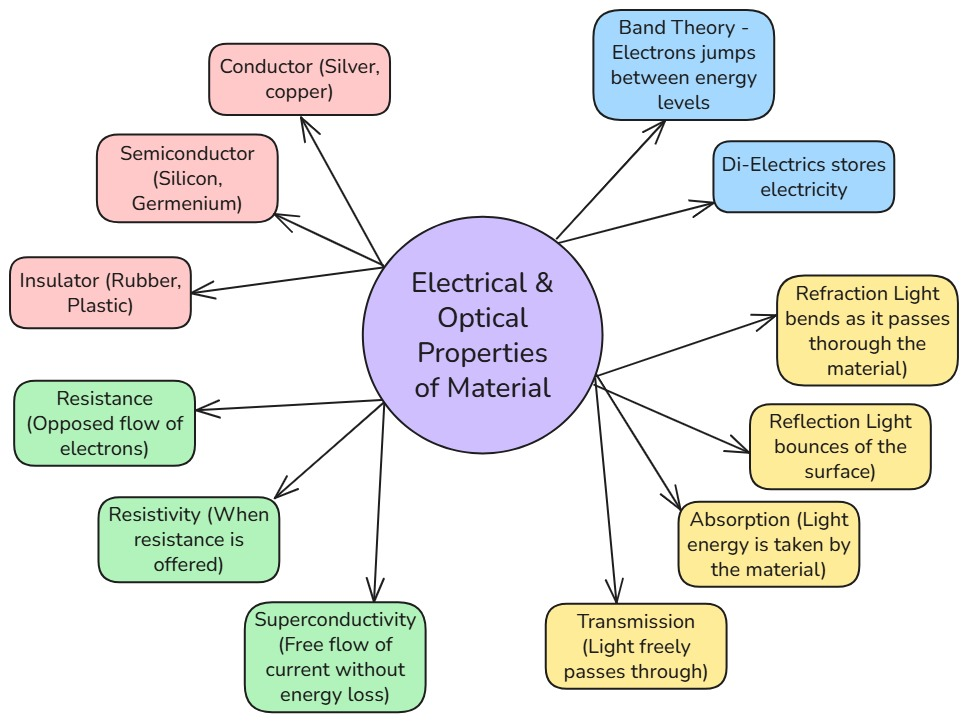 Conductor (Silver,
copper)
Semiconductor
(Silicon,
Germenium)
Insulator (Rubber,
Plastic)
Resistance
(Opposed flow of
electrons)
Resistivity (When
resistance is
offered)
Superconductivity
(Free flow of
current without
energy loss)
Electrical &
Optical
Properties
of Material
Band Theory -
Electrons jumps
between energy
levels
Di-Electrics stores
electricity
Refraction Light
bends as it passes
thorough the
material)
Reflection Light
bounces of the
surface)
Absorption (Light
energy is taken by
the material)
Transmission
(Light freely
passes through)